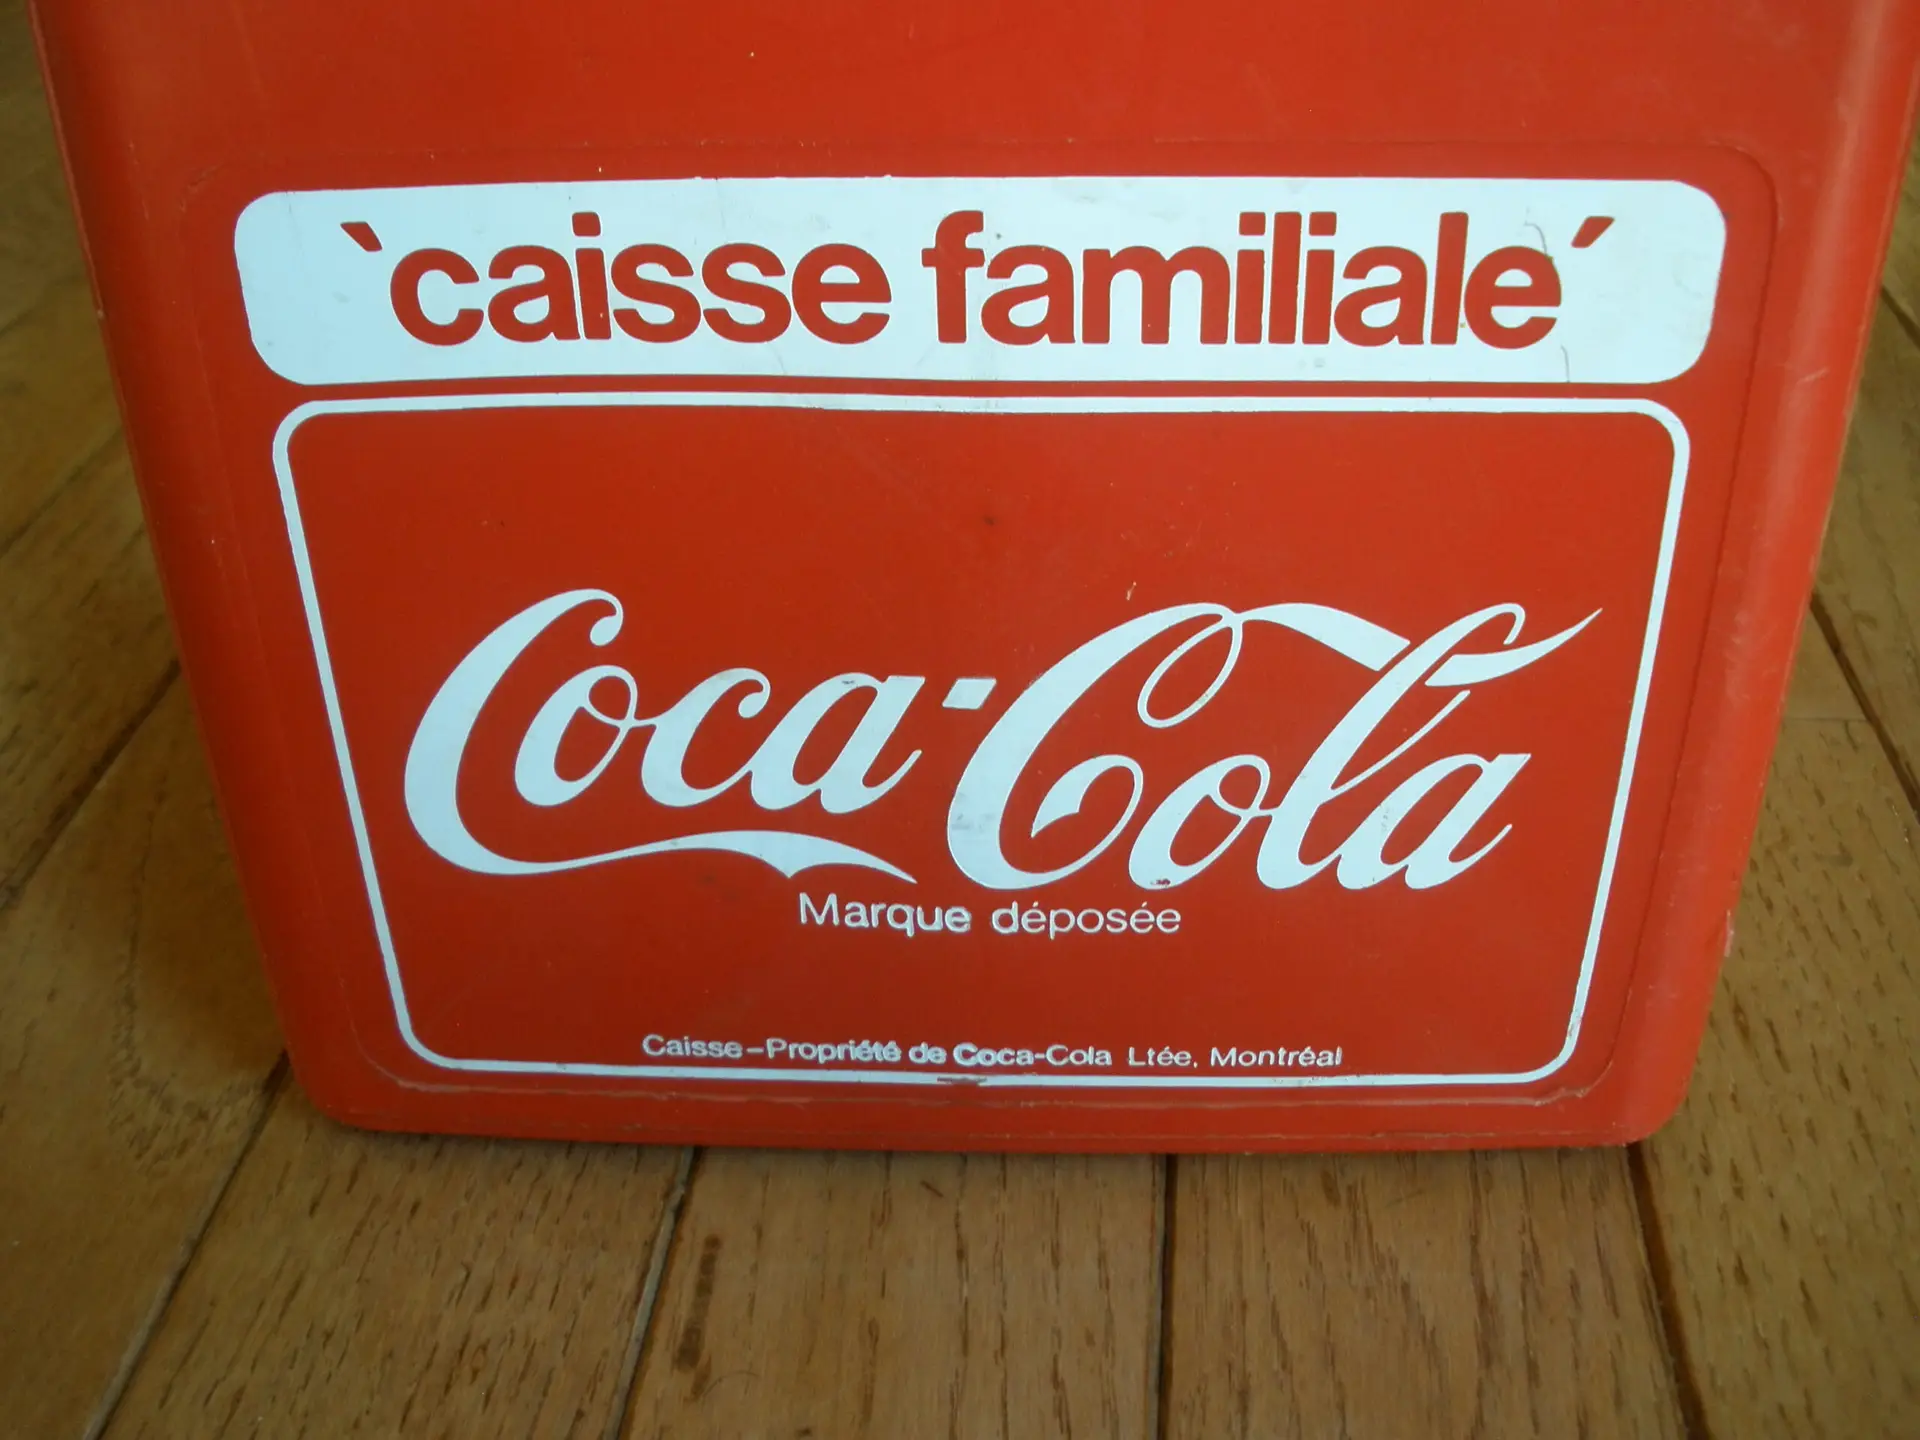 ‵caisse familiale′
Coca-Cola
Marque déposée
Caisse-Propriété de Coca-Cola Ltée, Montréal